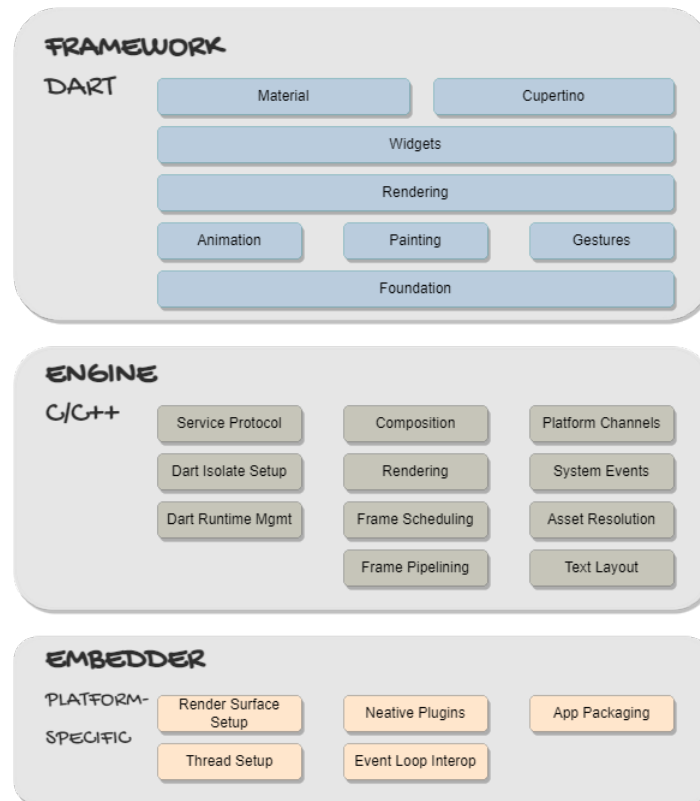 FRAMEWORK
DART
Material
Cupertino
Widgets
Rendering
Animation
Painting
Gestures
Foundation
ENGINE
C/C++
Service Protocol
Composition
Platform Channels
Dart Isolate Setup
Rendering
System Events
Dart Runtime Mgmt
Frame Scheduling
Asset Resolution
Frame Pipelining
Text Layout
EMBEDDER
PLATFORM-
SPECIFIC
Render Surface
Setup
Neative Plugins
App Packaging
Thread Setup
Event Loop Interop